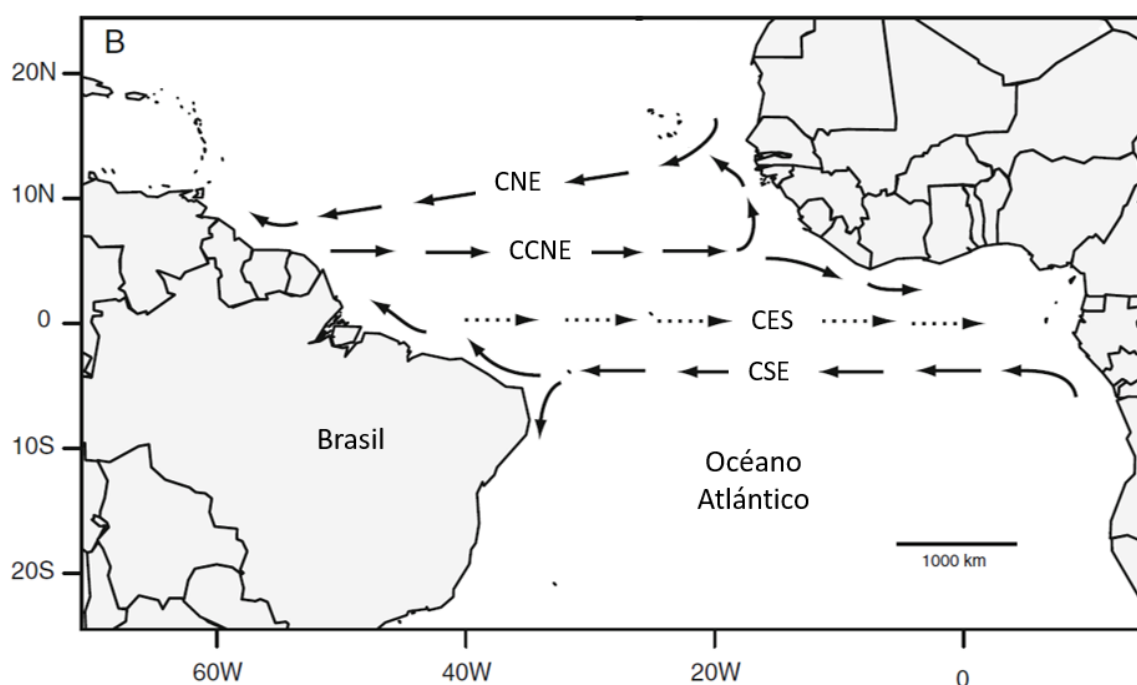 B
20N
CNE
10N
CCNE
0
CES
CSE
Brasil
10S
Océano
Atlántico
1000 km
20S
60W
40W
20W
0